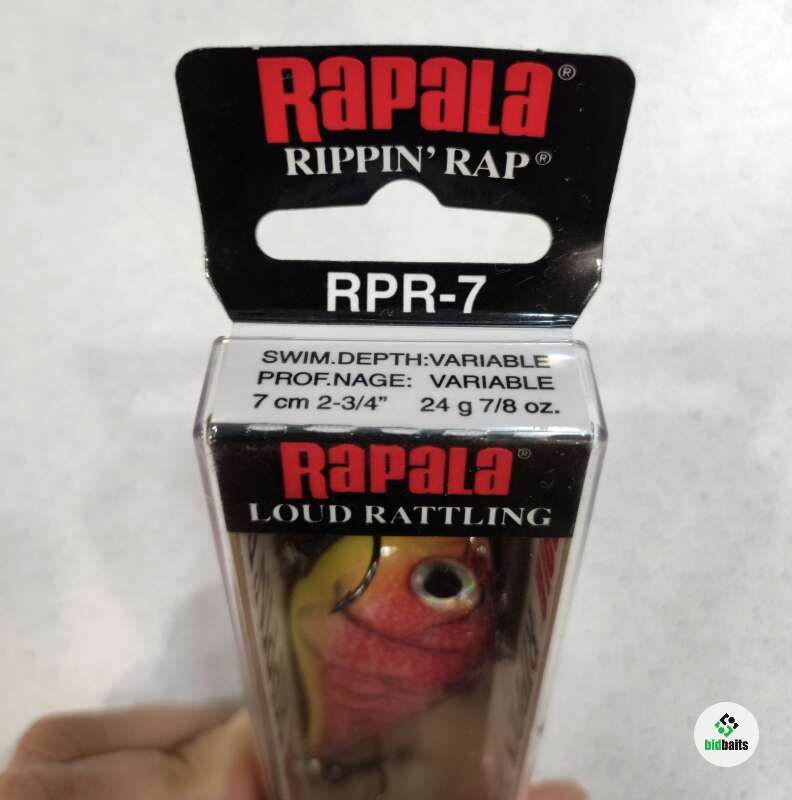 Rapala®
RIPPIN' RAP®
RPR-7
SWIM.DEPTH:VARIABLE
PROF.NAGE: VARIABLE
7 cm 2-3/4” 24 g 7/8 oz.
Rapala®
LOUD RATTLING
bidbaits